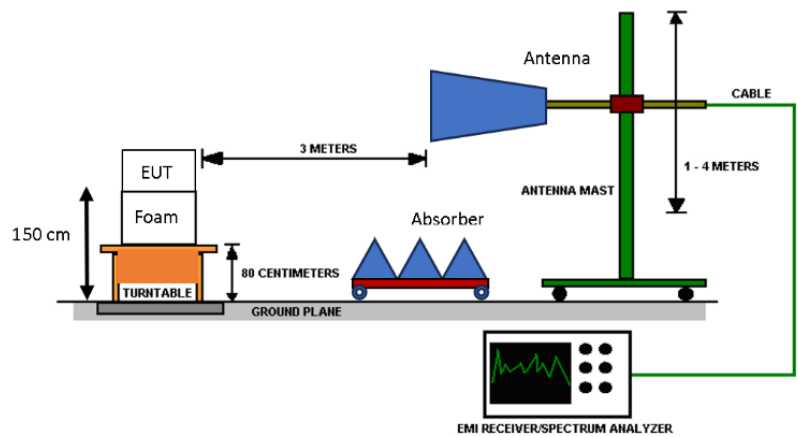 Antenna
CABLE
3 METERS
EUT
1 - 4 METERS
Foam
ANTENNA MAST
Absorber
150 cm
80 CENTIMETERS
TURNTABLE
GROUND PLANE
EMI RECEIVER/SPECTRUM ANALYZER